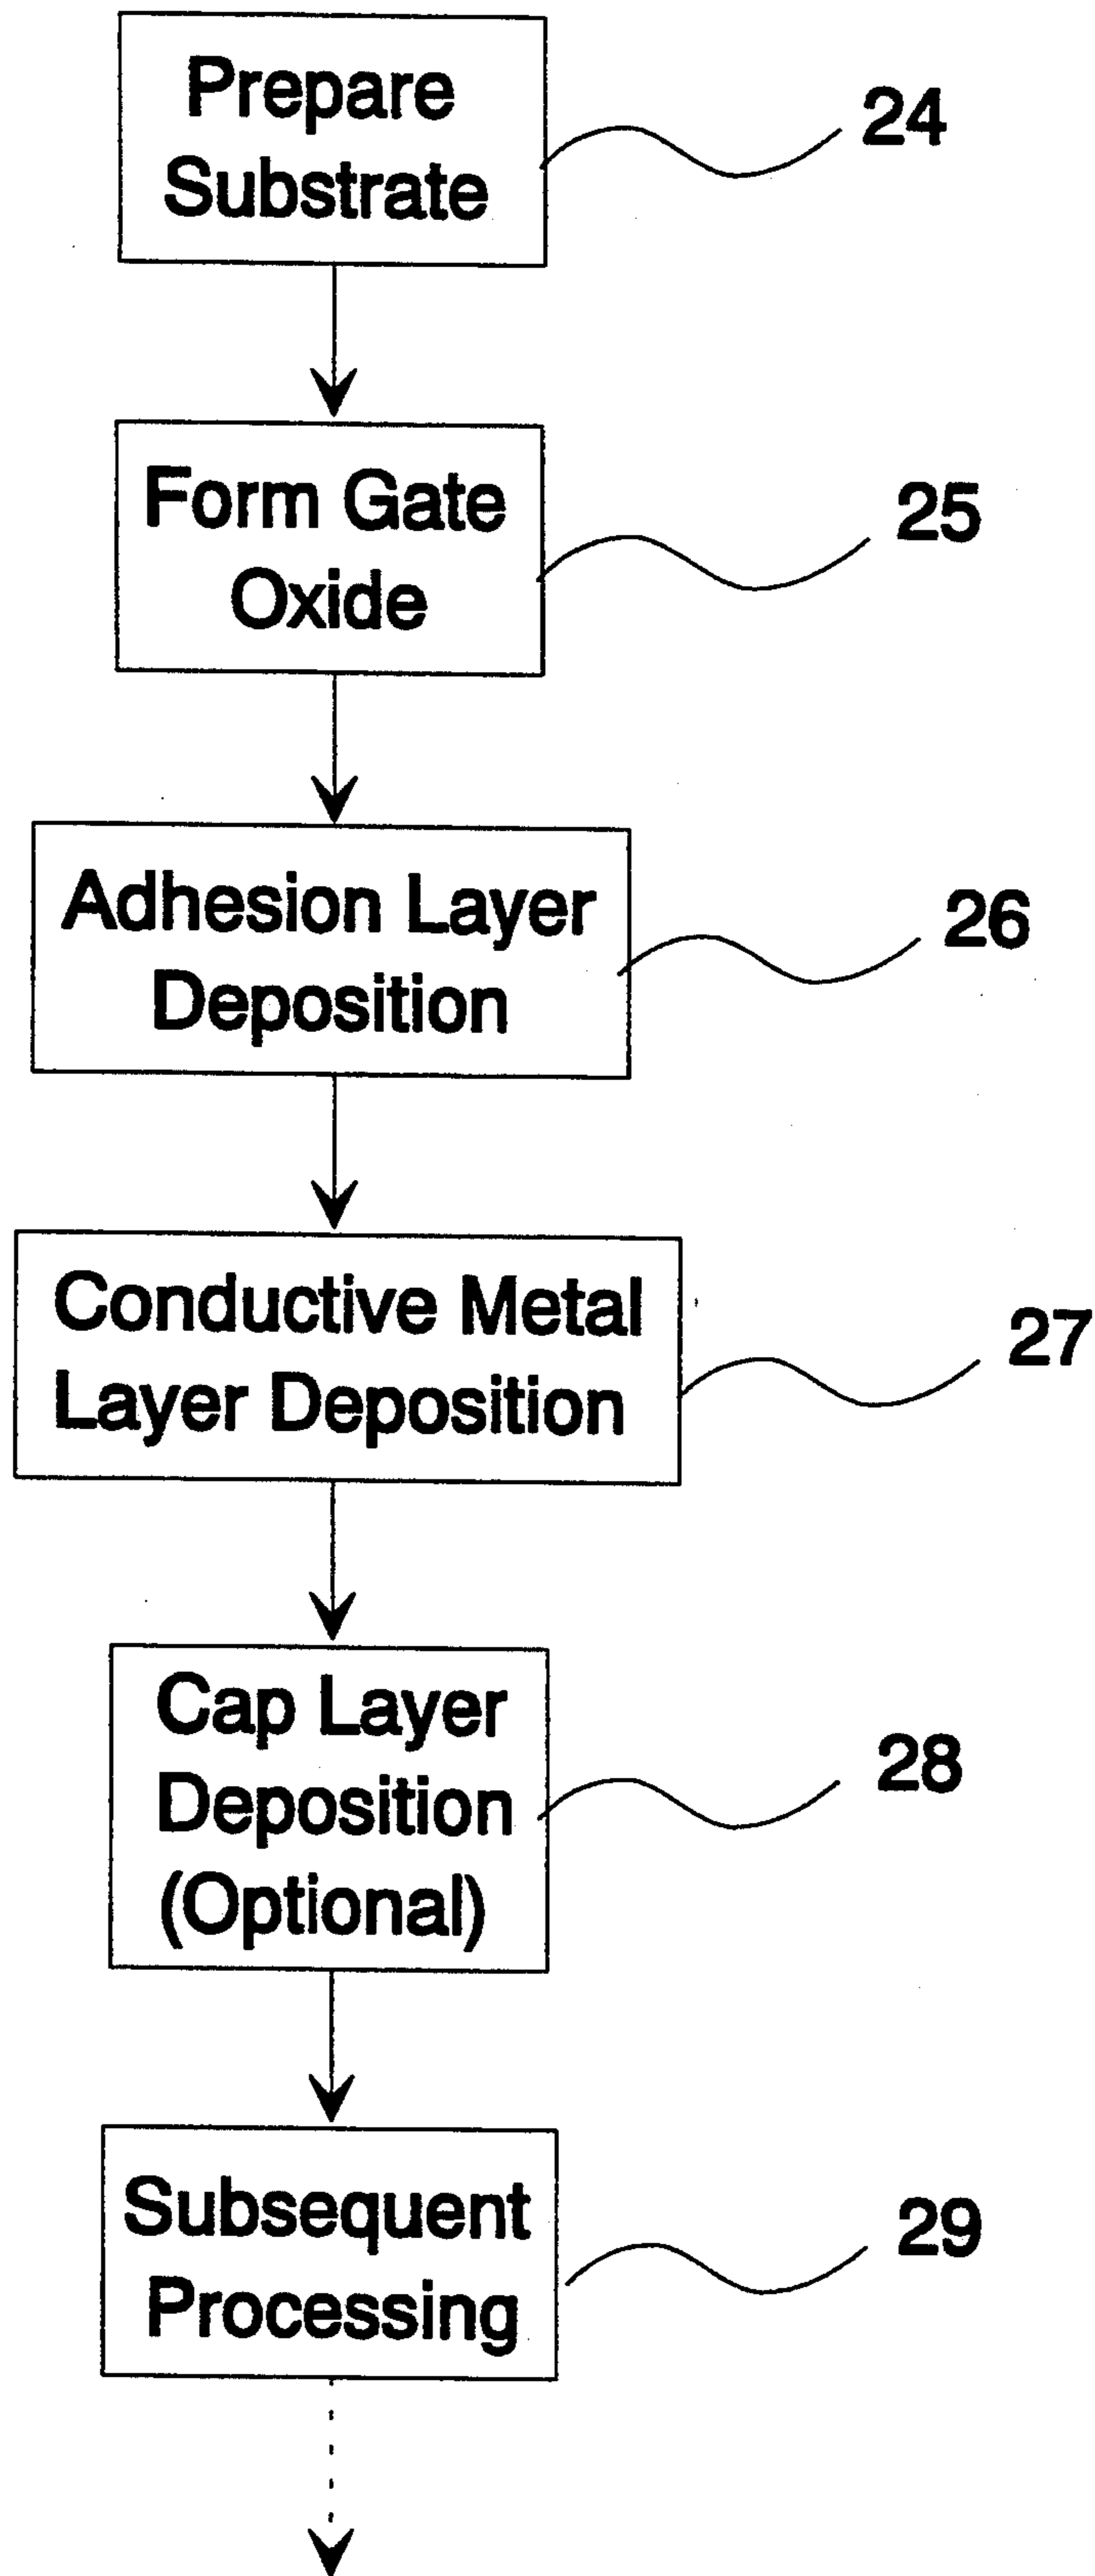 Prepare
Substrate
24
Form Gate
Oxide
25
Adhesion Layer
Deposition
26
Conductive Metal
Layer Deposition
27
Cap Layer
Deposition
(Optional)
28
Subsequent
Processing
29